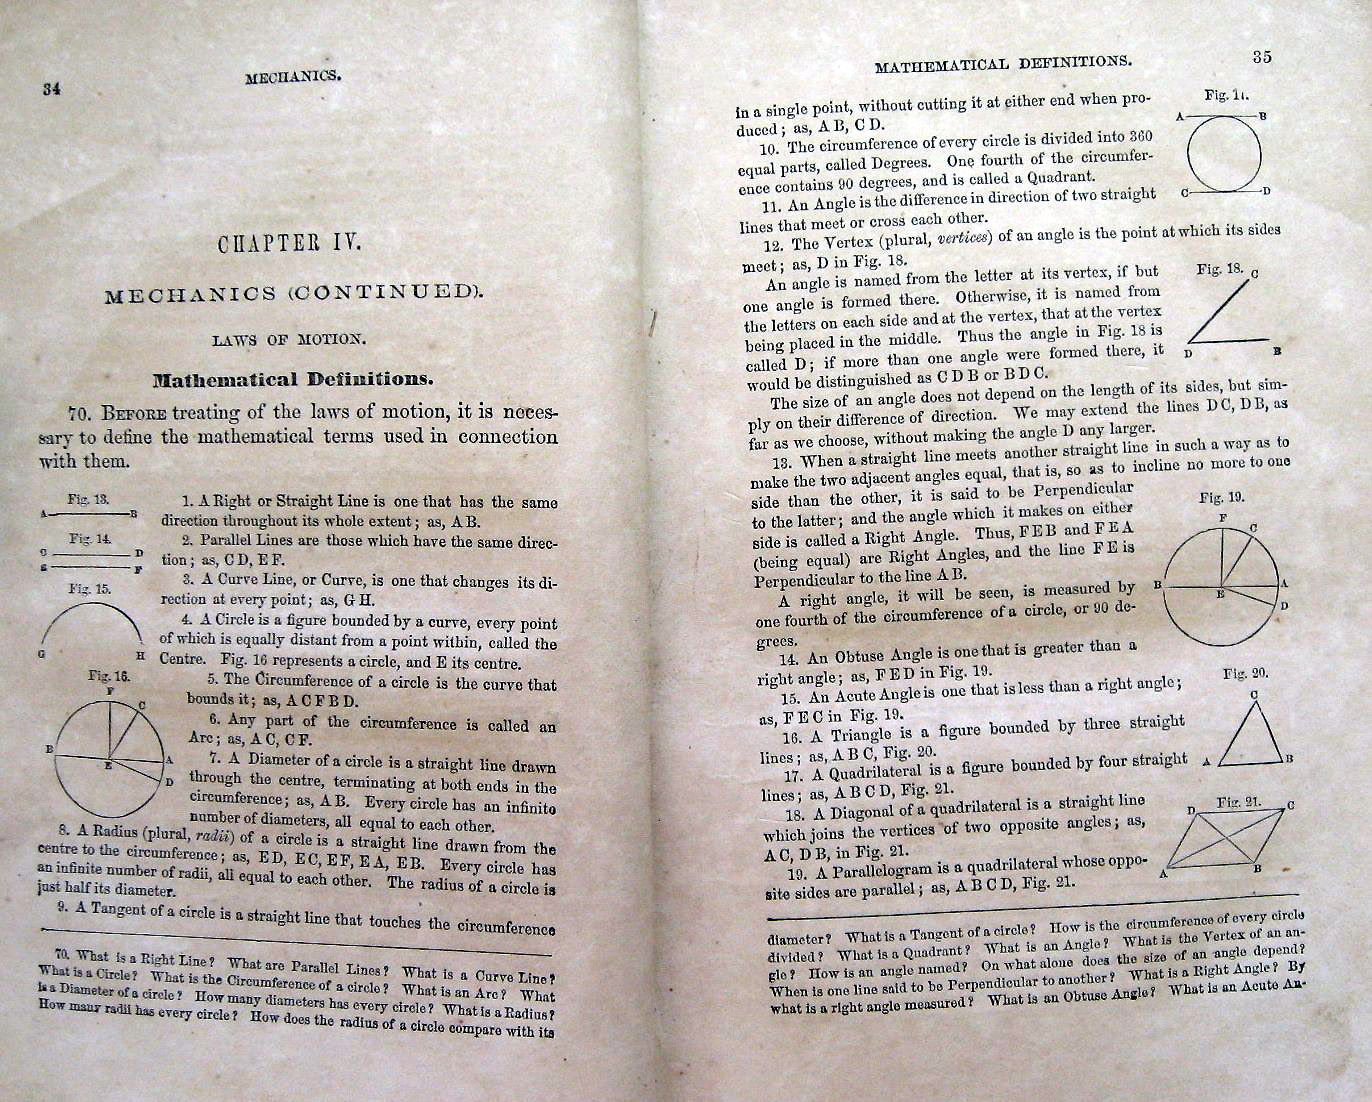 34
MECHANICS.
CHAPTER IV.
MECHANICS (CONTINUED).
LAWS OF MOTION.
Mathematical Definitions.
70. BEFORE treating of the laws of motion, it is neces-
sary to define the mathematical terms used in connection
with them.
Fig. 13.
A B
Fig. 14.
C D
E F
Fig. 15.
G H
1. A Right or Straight Line is one that has the same
direction throughout its whole extent; as, A B.
2. Parallel Lines are those which have the same direc-
tion; as, C D, E F.
3. A Curve Line, or Curve, is one that changes its di-
rection at every point; as, G H.
4. A Circle is a figure bounded by a curve, every point
of which is equally distant from a point within, called the
Centre. Fig. 16 represents a circle, and E its centre.
Fig. 16.
F
C
B
E
A
D
5. The Circumference of a circle is the curve that
bounds it; as, A C F B D.
6. Any part of the circumference is called an
Arc; as, A C, C F.
7. A Diameter of a circle is a straight line drawn
through the centre, terminating at both ends in the
circumference; as, A B. Every circle has an infinite
number of diameters, all equal to each other.
8. A Radius (plural, radii) of a circle is a straight line drawn from the
centre to the circumference; as, E D, E C, E F, E A, E B. Every circle has
an infinite number of radii, all equal to each other. The radius of a circle is
just half its diameter.
9. A Tangent of a circle is a straight line that touches the circumference
70. What is a Right Line? What are Parallel Lines? What is a Curve Line?
What is a Circle? What is the Circumference of a circle? What is an Arc? What
is a Diameter of a circle? How many diameters has every circle? What is a Radius?
How many radii has every circle? How does the radius of a circle compare with its
MATHEMATICAL DEFINITIONS.
35
in a single point, without cutting it at either end when pro-
duced; as, A B, C D.
10. The circumference of every circle is divided into 360
equal parts, called Degrees. One fourth of the circumfer-
ence contains 90 degrees, and is called a Quadrant.
11. An Angle is the difference in direction of two straight
lines that meet or cross each other.
A B
C D
12. The Vertex (plural, vertices) of an angle is the point at which its sides
meet; as, D in Fig. 18.
An angle is named from the letter at its vertex, if but
one angle is formed there. Otherwise, it is named from
the letters on each side and at the vertex, that at the vertex
being placed in the middle. Thus the angle in Fig. 18 is
called D; if more than one angle were formed there, it
would be distinguished as C D B or B D C.
Fig. 18.
C
D B
The size of an angle does not depend on the length of its sides, but sim-
ply on their difference of direction. We may extend the lines D C, D B, as
far as we choose, without making the angle D any larger.
13. When a straight line meets another straight line in such a way as to
make the two adjacent angles equal, that is, so as to incline no more to one
side than the other, it is said to be Perpendicular
to the latter; and the angle which it makes on either
side is called a Right Angle. Thus, F E B and F E A
(being equal) are Right Angles, and the line F E is
Perpendicular to the line A B.
Fig. 19.
F
C
B
A
E
D
A right angle, it will be seen, is measured by
one fourth of the circumference of a circle, or 90 de-
grees.
14. An Obtuse Angle is one that is greater than a
right angle; as, F E D in Fig. 19.
15. An Acute Angle is one that is less than a right angle;
as, F E C in Fig. 19.
16. A Triangle is a figure bounded by three straight
lines; as, A B C, Fig. 20.
Fig. 20.
C
A B
17. A Quadrilateral is a figure bounded by four straight
lines; as, A B C D, Fig. 21.
18. A Diagonal of a quadrilateral is a straight line
which joins the vertices of two opposite angles; as,
A C, D B, in Fig. 21.
19. A Parallelogram is a quadrilateral whose oppo-
site sides are parallel; as, A B C D, Fig. 21.
D Fig. 21. C
A B
diameter? What is a Tangent of a circle? How is the circumference of every circle
divided? What is a Quadrant? What is an Angle? What is the Vertex of an an-
gle? How is an angle named? On what alone does the size of an angle depend?
When is one line said to be Perpendicular to another? What is a Right Angle? By
what is a right angle measured? What is an Obtuse Angle? What is an Acute An-